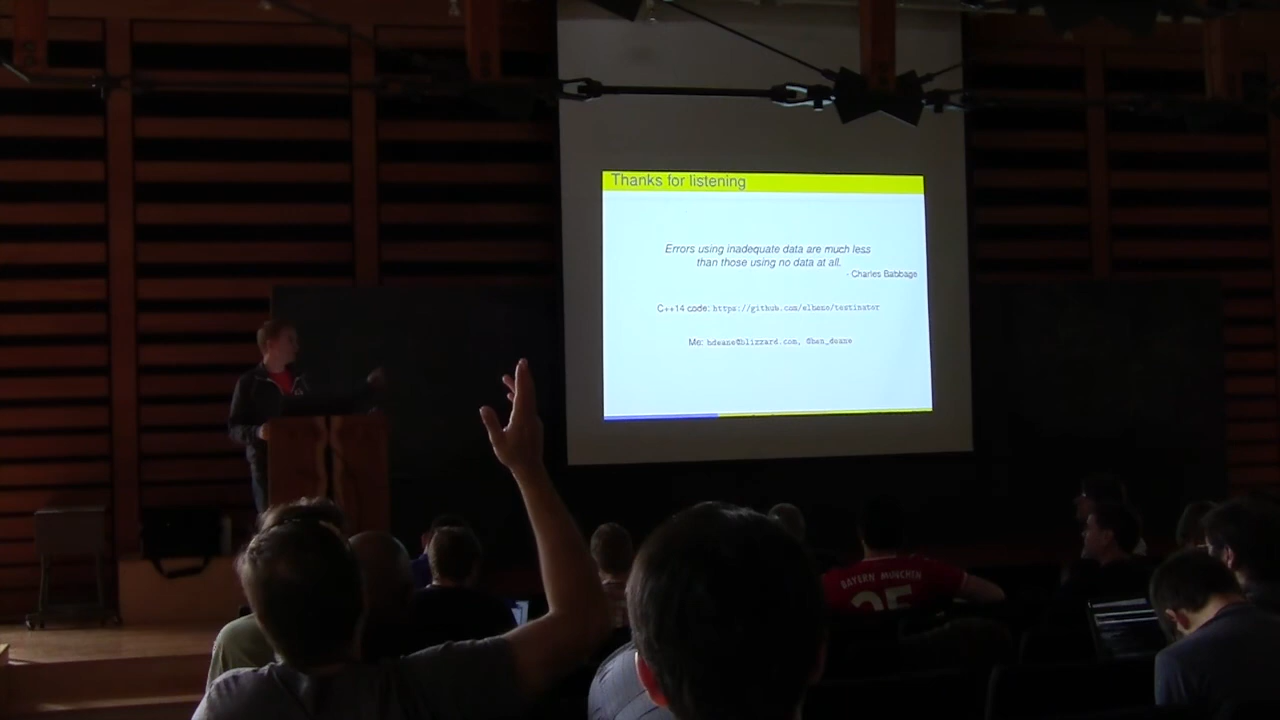 Thanks for listening
Errors using inadequate data are much less
than those using no data at all.
- Charles Babbage
C++14 code: https://github.com/elbeno/testinator
Me: bdeane@blizzard.com, @ben_deane
BAYERN MÜNCHEN